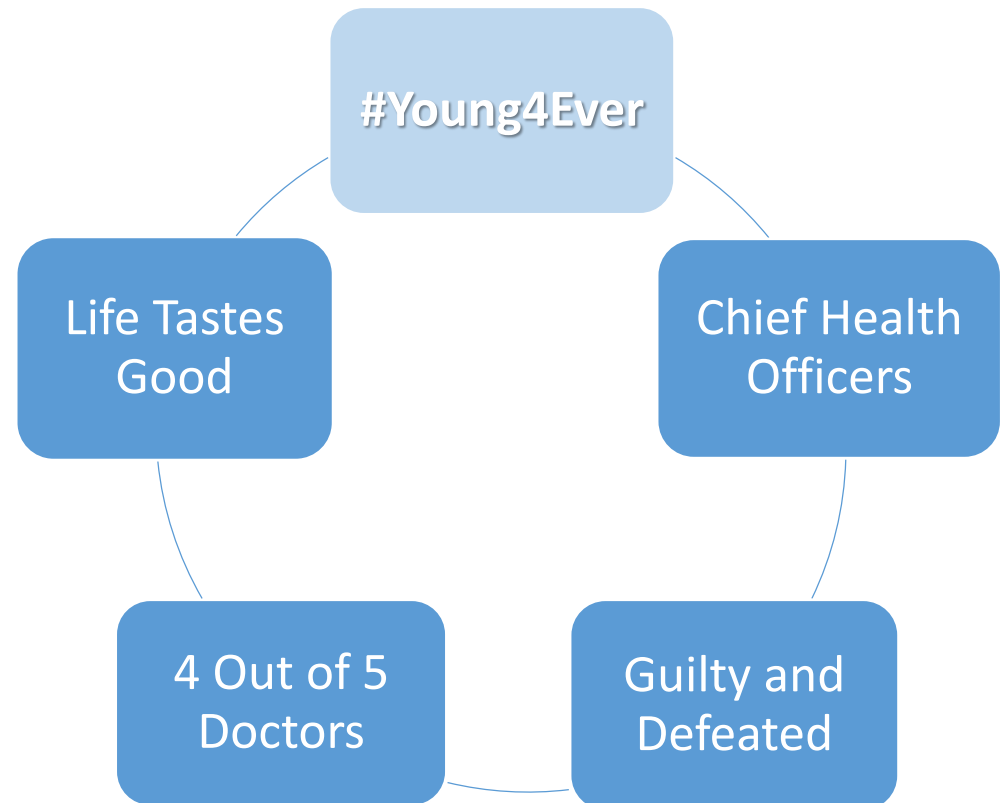 #Young4Ever
Chief Health
Officers
Guilty and
Defeated
4 Out of 5
Doctors
Life Tastes
Good